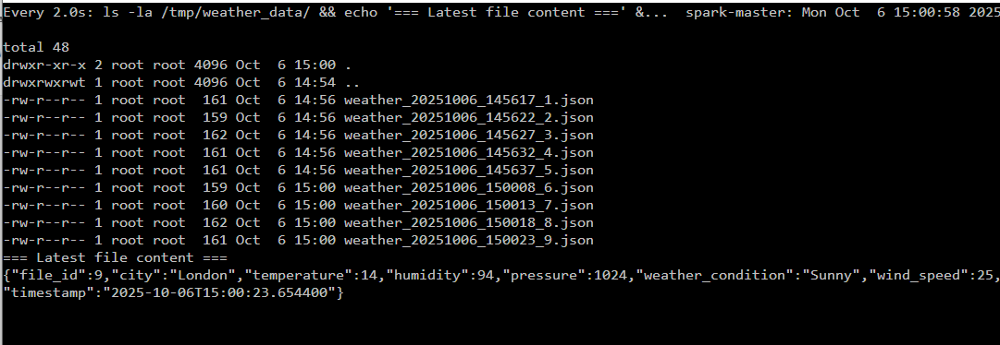 Every 2.0s: ls -la /tmp/weather_data/ && echo '=== Latest file content ===' &...  spark-master: Mon Oct  6 15:00:58 2025
total 48
drwxr-xr-x 2 root root 4096 Oct  6 15:00 .
drwxrwxrwt 1 root root 4096 Oct  6 14:54 ..
-rw-r--r-- 1 root root  161 Oct  6 14:56 weather_20251006_145617_1.json
-rw-r--r-- 1 root root  159 Oct  6 14:56 weather_20251006_145622_2.json
-rw-r--r-- 1 root root  162 Oct  6 14:56 weather_20251006_145627_3.json
-rw-r--r-- 1 root root  161 Oct  6 14:56 weather_20251006_145632_4.json
-rw-r--r-- 1 root root  161 Oct  6 14:56 weather_20251006_145637_5.json
-rw-r--r-- 1 root root  159 Oct  6 15:00 weather_20251006_150008_6.json
-rw-r--r-- 1 root root  160 Oct  6 15:00 weather_20251006_150013_7.json
-rw-r--r-- 1 root root  162 Oct  6 15:00 weather_20251006_150018_8.json
-rw-r--r-- 1 root root  161 Oct  6 15:00 weather_20251006_150023_9.json
=== Latest file content ===
{"file_id":9,"city":"London","temperature":14,"humidity":94,"pressure":1024,"weather_condition":"Sunny","wind_speed":25,
"timestamp":"2025-10-06T15:00:23.654400"}